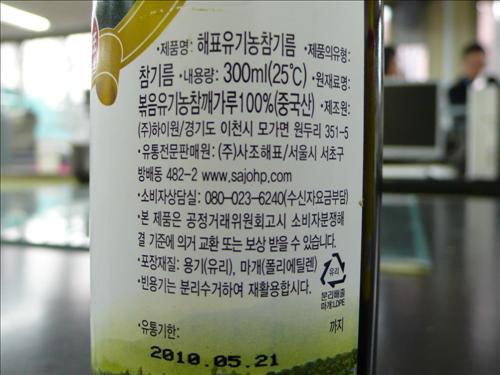 ·제품명: 해표유기농참기름 ·제품의유형:
참기름 ·내용량: 300ml(25℃) ·원재료명:
볶음유기농참깨가루100%(중국산) ·제조원:
(주)하이원/경기도 이천시 모가면 원두리 351-5
·유통전문판매원: (주)사조해표/서울시 서초구
방배동 482-2 www.sajohp.com
·소비자상담실: 080-023-6240(수신자요금부담)
·본 제품은 공정거래위원회고시 소비자분쟁해
결 기준에 의거 교환 또는 보상 받을 수 있습니다.
·포장재질: 용기(유리), 마개(폴리에틸렌)
·빈용기는 분리수거하여 재활용합시다.
유리
분리배출
마개:LDPE
·유통기한: 까지
2010.05.21